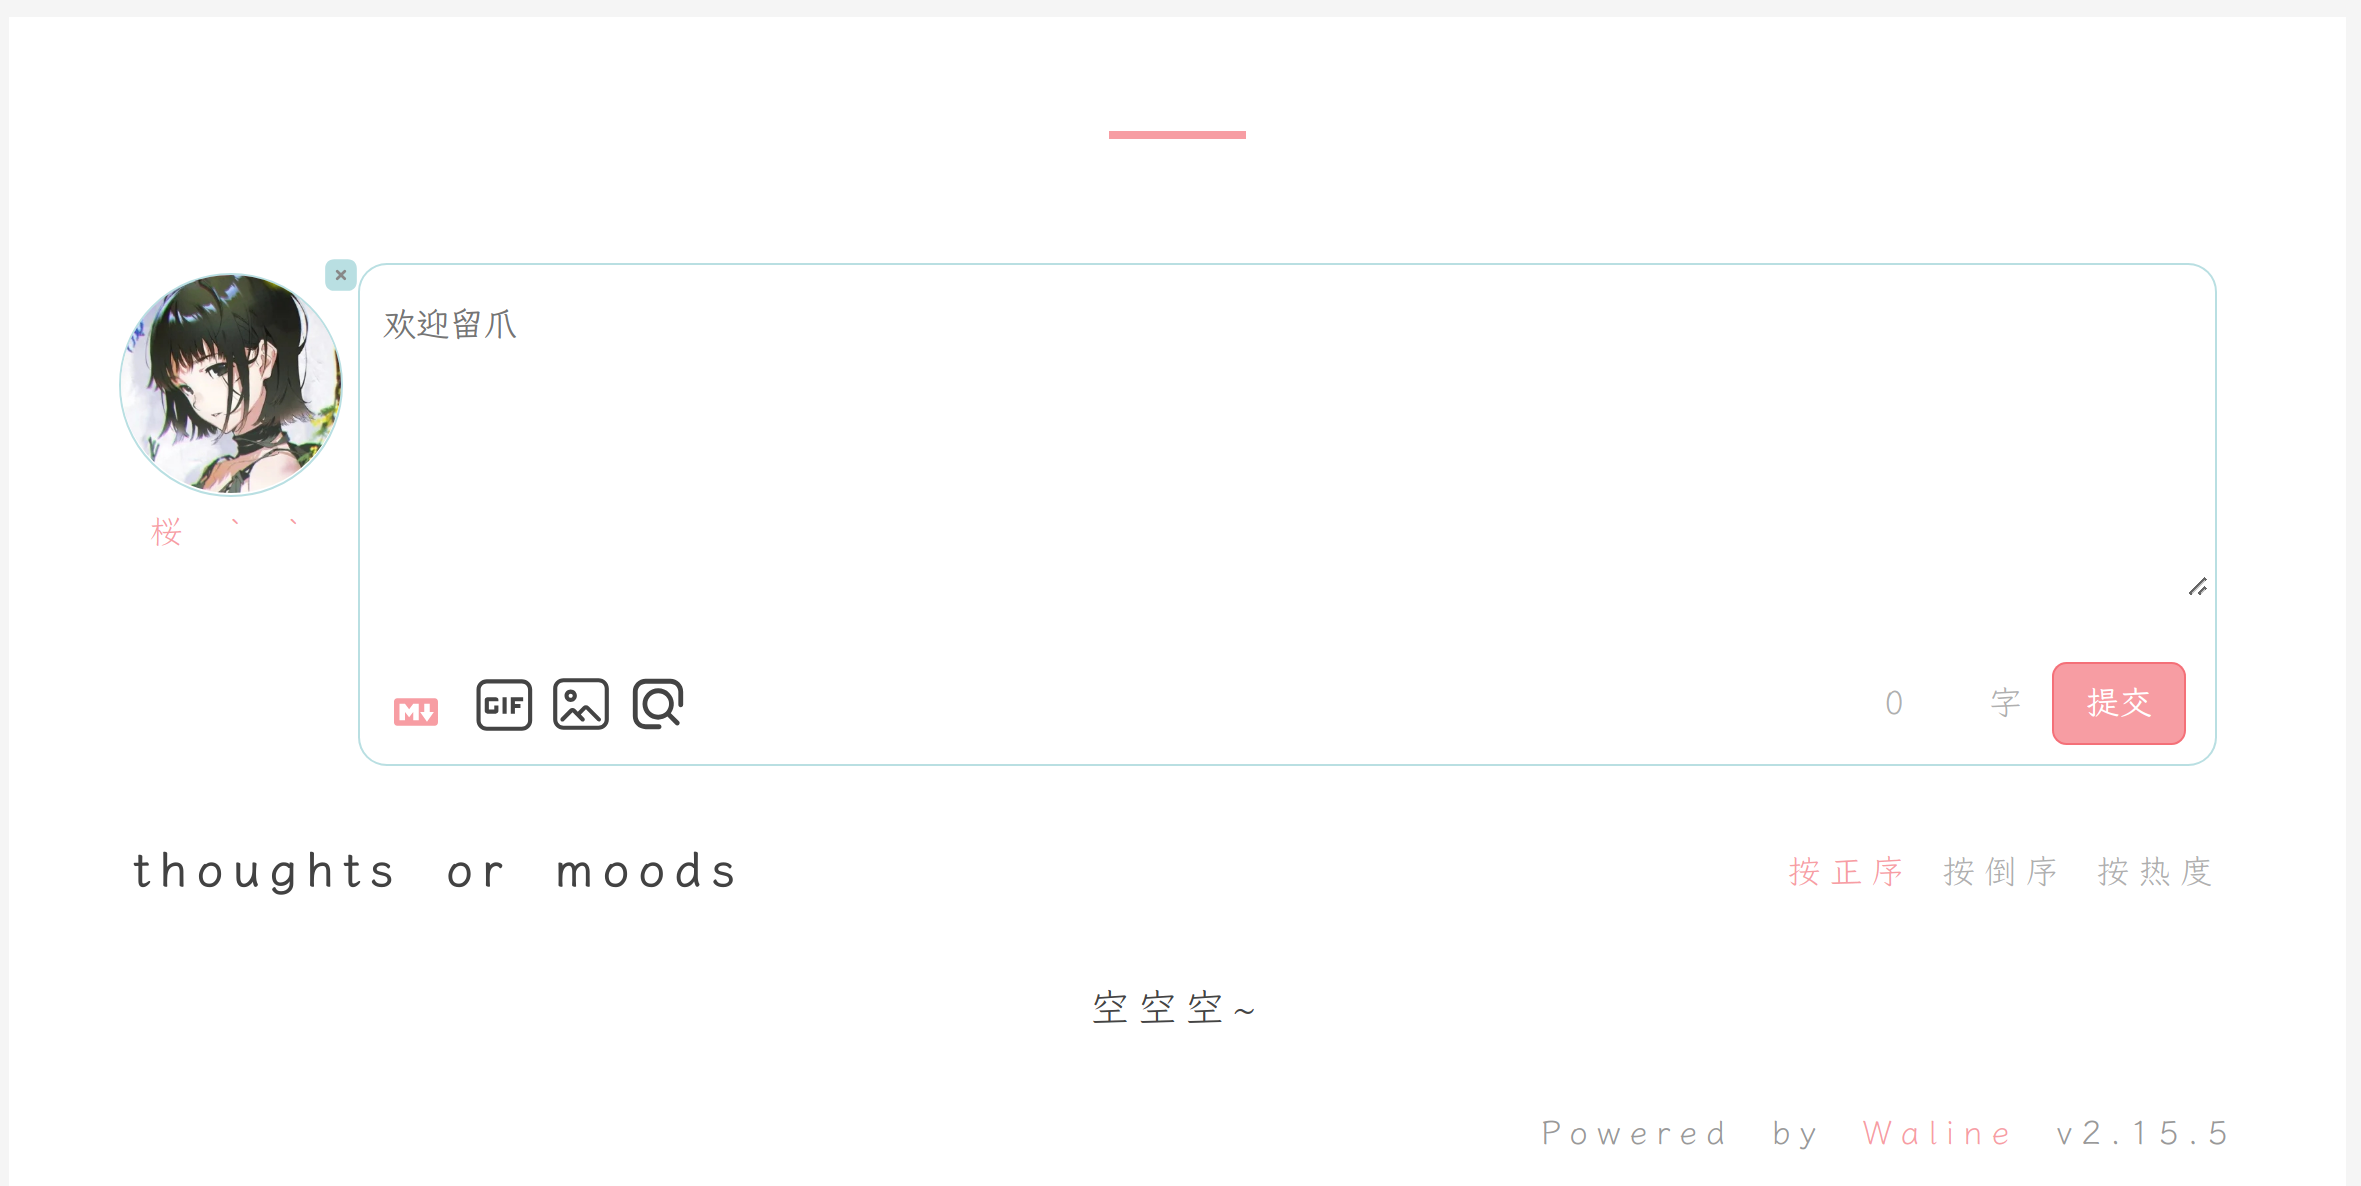 欢迎留爪
桜 ` `
M↓ GIF 0 字 提交
thoughts or moods 按正序 按倒序 按热度
空空空~
Powered by Waline v2.15.5